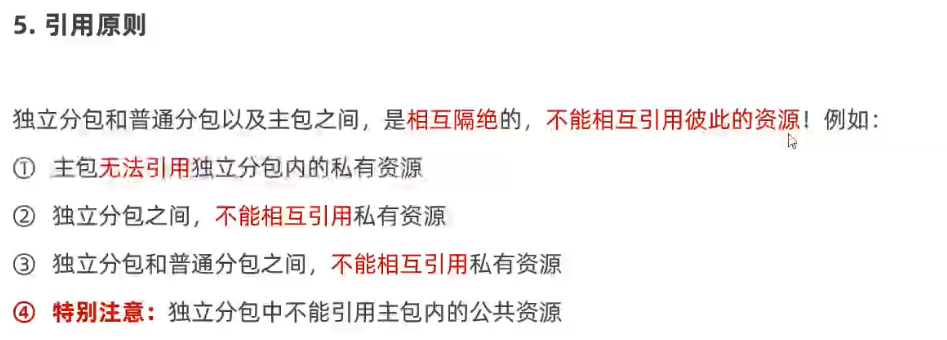 5. 引用原则
独立分包和普通分包以及主包之间，是相互隔绝的，不能相互引用彼此的资源！例如：
① 主包无法引用独立分包内的私有资源
② 独立分包之间，不能相互引用私有资源
③ 独立分包和普通分包之间，不能相互引用私有资源
④ 特别注意：独立分包中不能引用主包内的公共资源